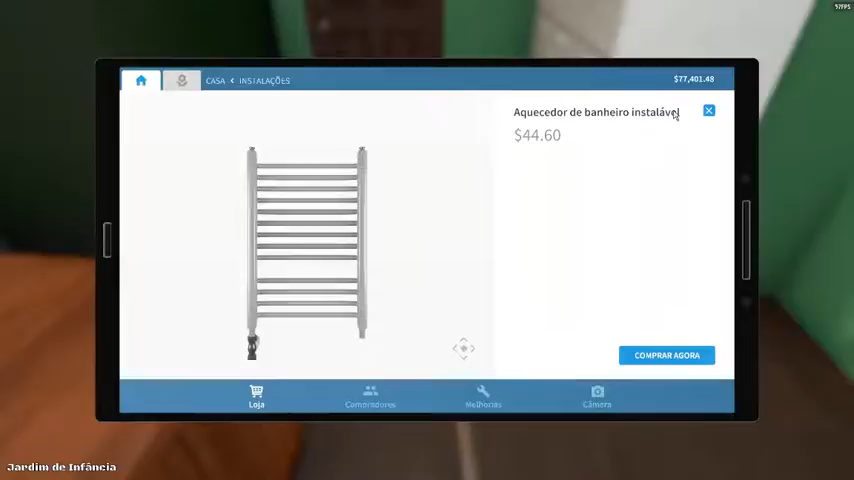 57FPS
CASA < INSTALAÇÕES
$77,401.48
Aquecedor de banheiro instalável
$44.60
COMPRAR AGORA
Loja
Compradores
Melhorias
Câmera
Jardim de Infância